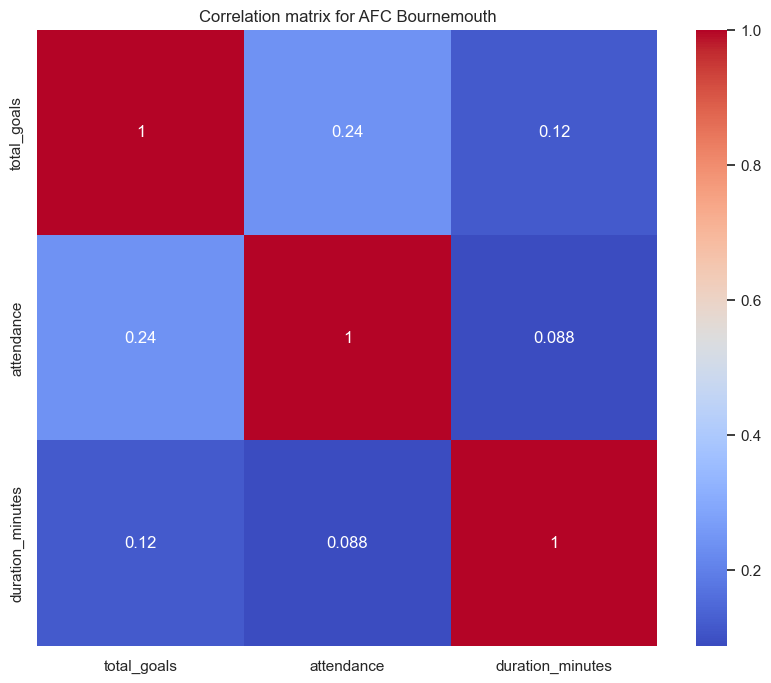 Correlation matrix for AFC Bournemouth
total_goals
1
0.24
0.12
attendance
0.24
1
0.088
duration_minutes
0.12
0.088
1
total_goals
attendance
duration_minutes
1.0
0.8
0.6
0.4
0.2